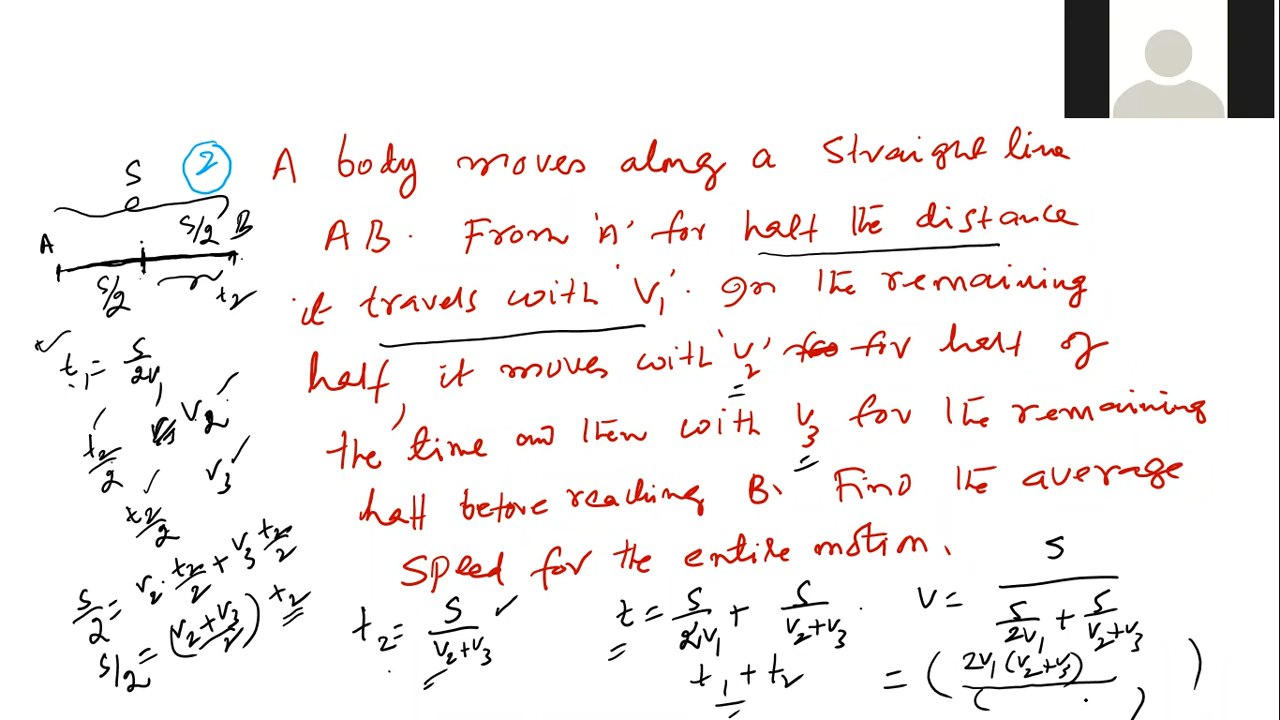 2 A body moves along a straight line
AB. From 'A' for half the distance
it travels with 'V₁'. In the remaining
half, it moves with 'V₂' for half of
the time and then with V₃ for the remaining
half before reaching B. Find the average
speed for the entire motion.
S
A S/2 B
S/2 t₂
t₁ = S/2V₁
t₂/2 V₂
t₂/2 V₃
S/2 = V₂. t₂/2 + V₃ t₂/2
S/2 = (V₂+V₃/2) t₂
t₂ = S/V₂+V₃
t = S/2V₁ + S/V₂+V₃
t₁ + t₂
V = S/S/2V₁ + S/V₂+V₃
= (2V₁(V₂+V₃)/( ))